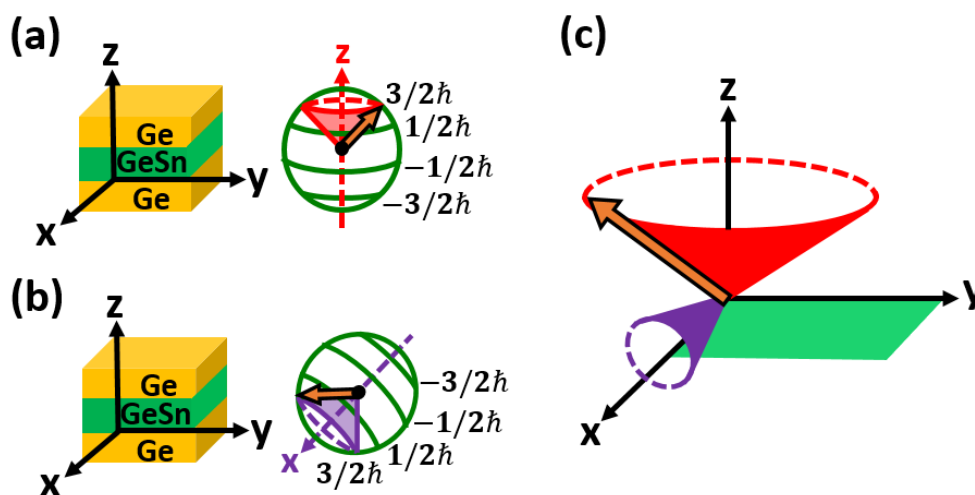 (a)
z
Ge
GeSn
Ge
y
x
z
3/2ħ
1/2ħ
−1/2ħ
−3/2ħ
(b)
z
Ge
GeSn
Ge
y
x
−3/2ħ
−1/2ħ
1/2ħ
3/2ħ
x
(c)
z
y
x